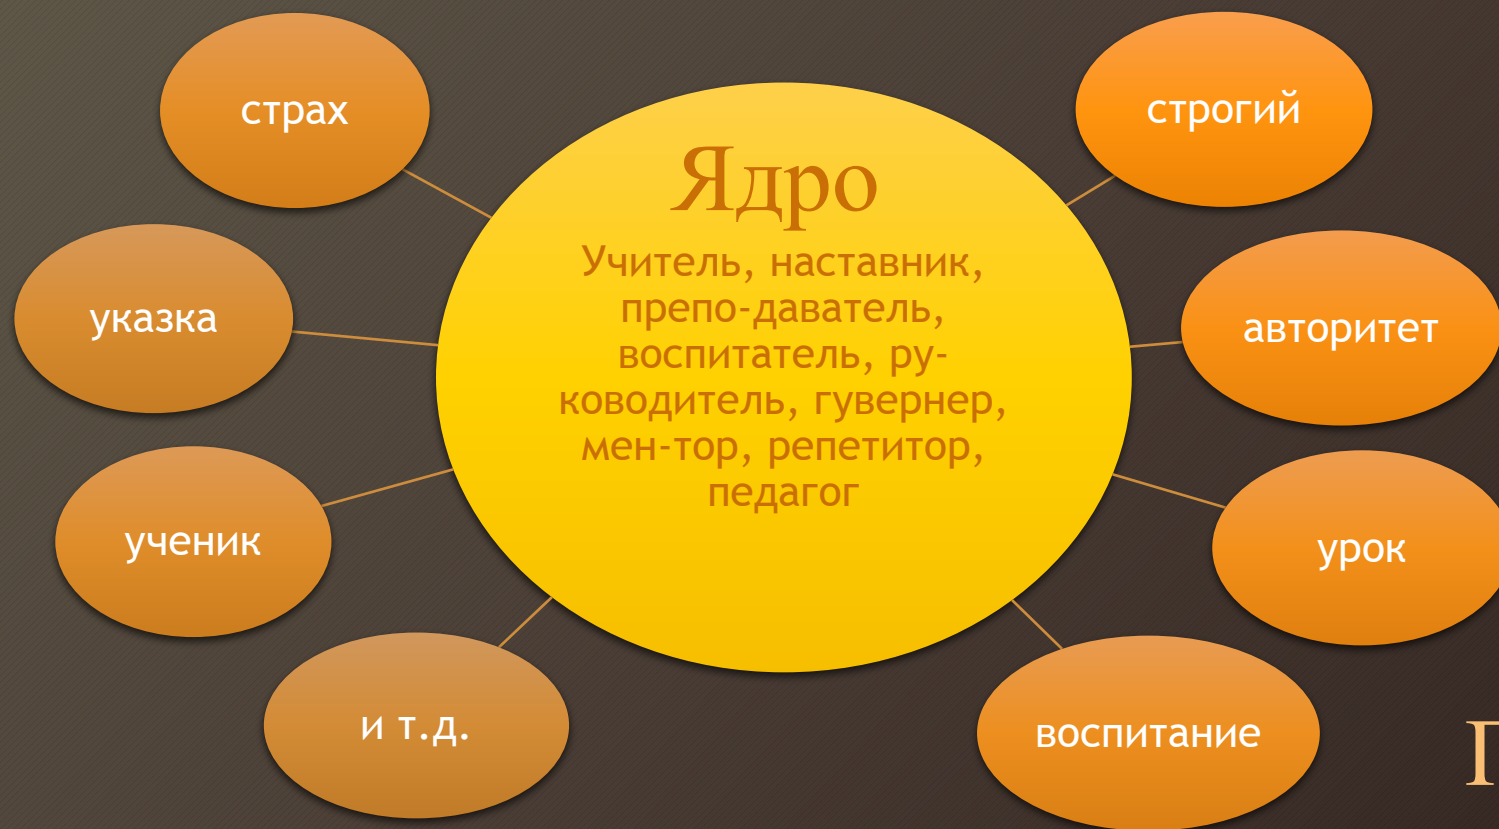 страх
строгий
Ядро
Учитель, наставник,
препо-даватель,
воспитатель, ру-
ководитель, гувернер,
мен-тор, репетитор,
педагог
указка
авторитет
ученик
урок
и т.д.
воспитание